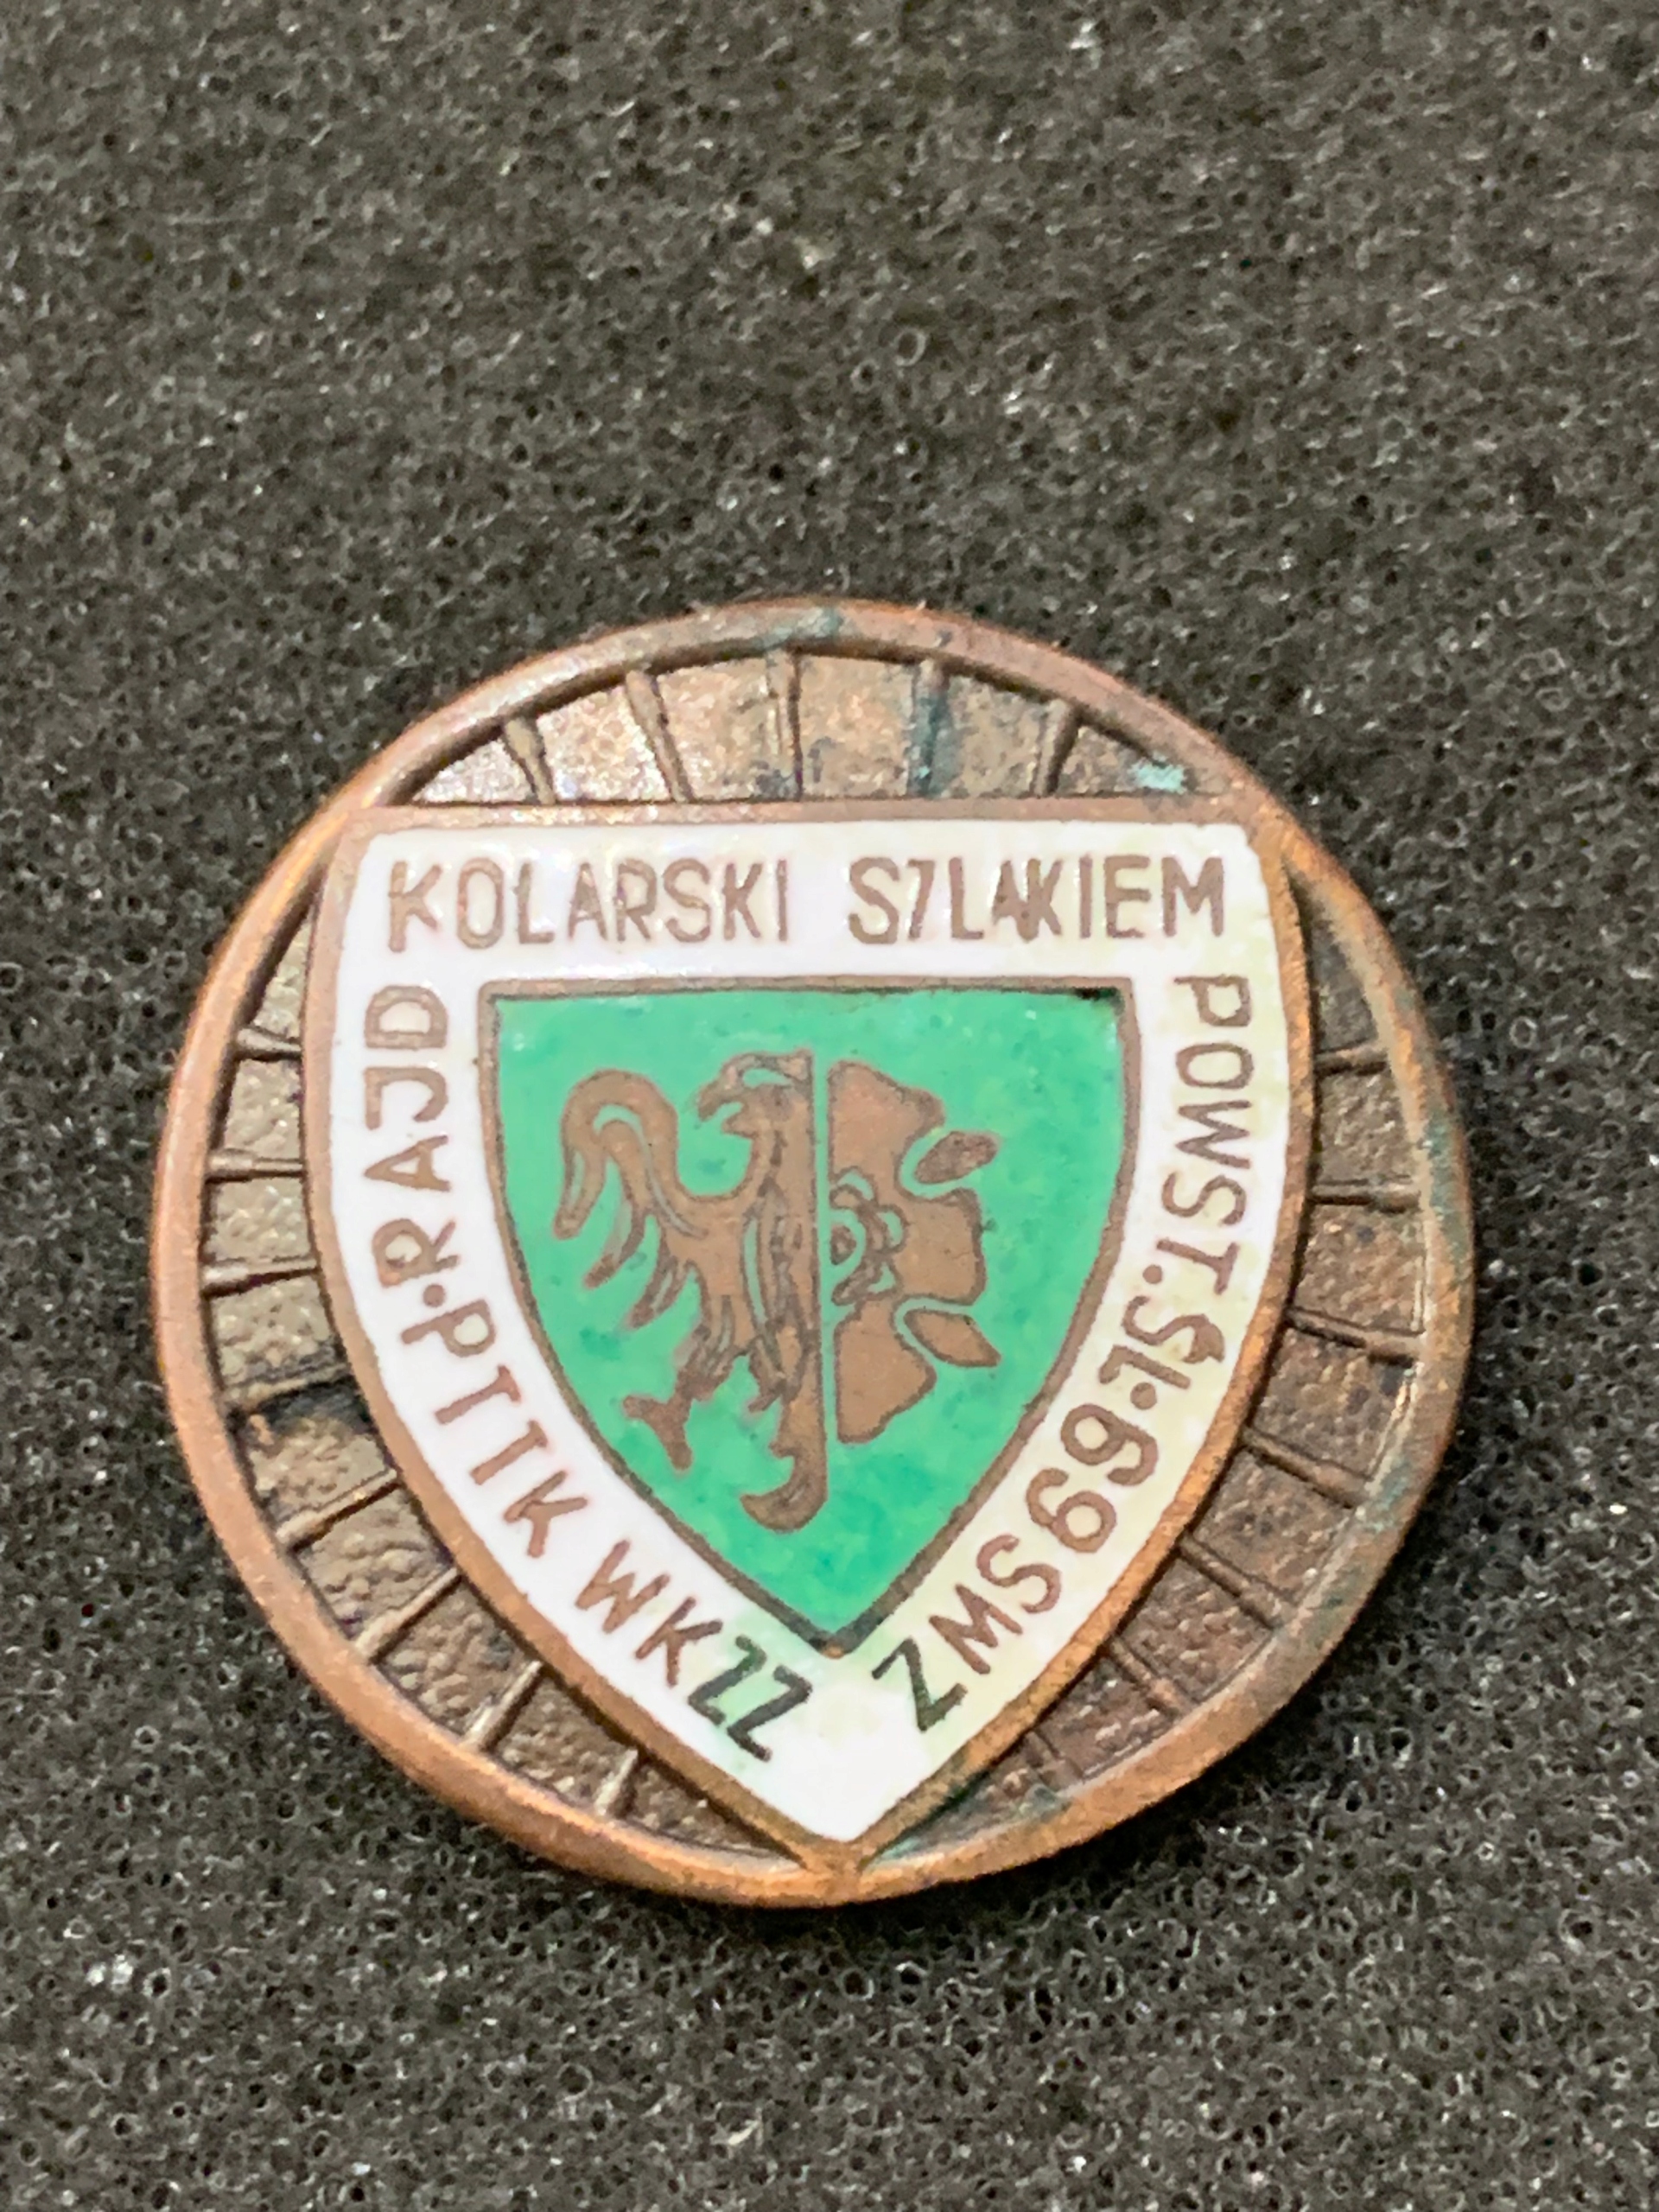 RAJD KOLARSKI SZLAKIEM POWST. ŚL. 69
PTTK WKZZ ZMS